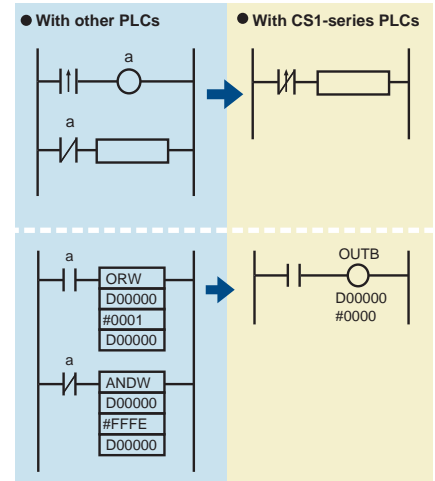 ● With other PLCs
● With CS1-series PLCs
a
a
a
ORW
D00000
#0001
D00000
a
ANDW
D00000
#FFFE
D00000
OUTB
D00000
#0000